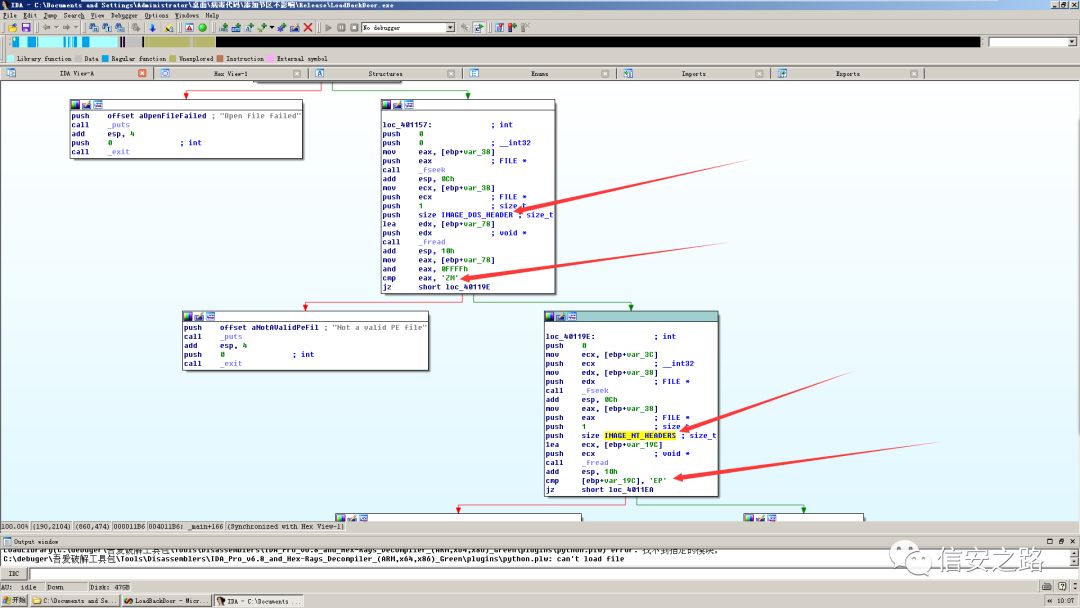 IDA - C:\Documents and Settings\Administrator\桌面\病毒代码\添加节区不影响\Release\LoadBackDoor.exe
File Edit Jump Search View Debugger Options Windows Help
No debugger
Library function Data Regular function Unexplored Instruction External symbol
IDA View-A Hex View-1 Structures Enums Imports Exports
push offset aOpenFileFailed ; "Open file failed"
call _puts
add esp, 4
push 0 ; int
call _exit
loc_401157: ; int
push 0
push 0 ; __int32
mov eax, [ebp+var_38]
push eax ; FILE *
call _fseek
add esp, 0Ch
mov ecx, [ebp+var_38]
push ecx ; FILE *
push 1 ; size_t
push size IMAGE_DOS_HEADER ; size_t
lea edx, [ebp+var_78]
push edx ; void *
call _fread
add esp, 10h
mov eax, [ebp+var_78]
and eax, 0FFFFh
cmp eax, 'ZM'
jz short loc_40119E
push offset aNotAValidPeFil ; "Not a valid PE file"
call _puts
add esp, 4
push 0 ; int
call _exit
loc_40119E: ; int
push 0
mov ecx, [ebp+var_3C]
push ecx ; __int32
mov edx, [ebp+var_38]
push edx ; FILE *
call _fseek
add esp, 0Ch
mov eax, [ebp+var_38]
push eax ; FILE *
push 1 ; size_
push size IMAGE_NT_HEADERS ; size_t
lea ecx, [ebp+var_19C]
push ecx ; void *
call _fread
add esp, 10h
cmp [ebp+var_19C], 'EP'
jz short loc_4011EA
100.00% (190,2104) (860,474) 000011B6 004011B6: _main+166 (Synchronized with Hex View-1)
Output window
LoadLibrary(C:\debuger\吾爱破解工具包\Tools\Disassemblers\IDA_Pro_v6.8_and_Hex-Rays_Decompiler_(ARM,x64,x86)_Green\plugins\python.plw) error: 找不到指定的模块。
C:\debuger\吾爱破解工具包\Tools\Disassemblers\IDA_Pro_v6.8_and_Hex-Rays_Decompiler_(ARM,x64,x86)_Green\plugins\python.plw: can't load file
IDC
AU: idle Down Disk: 47GB
开始 C:\Documents and Se... LoadBackDoor - Micr... IDA - C:\Documents ... 10:07
信安之路